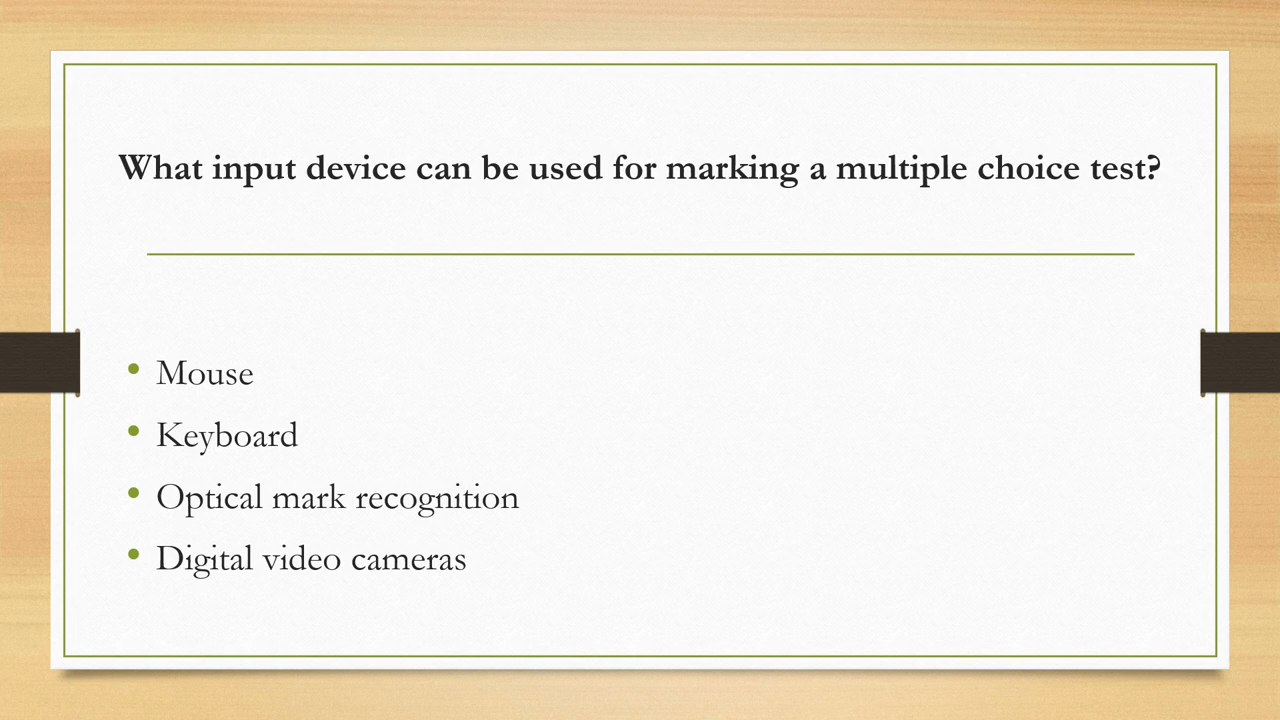 What input device can be used for marking a multiple choice test?
• Mouse
• Keyboard
• Optical mark recognition
• Digital video cameras